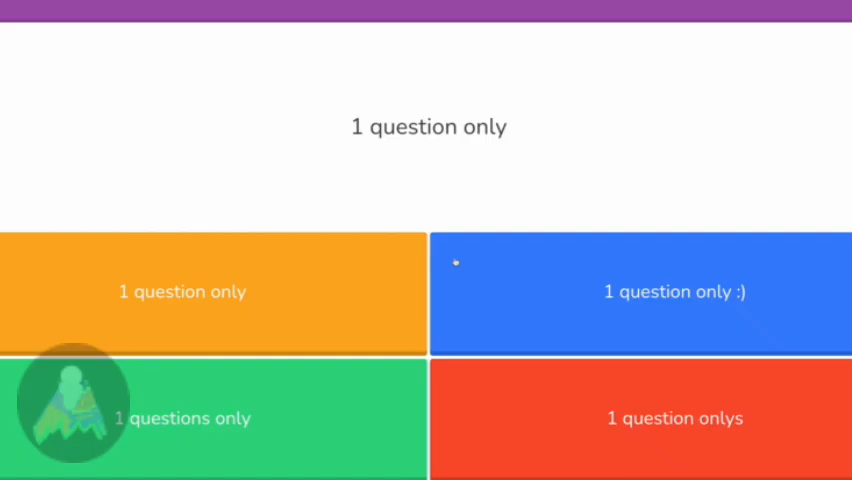 1 question only
1 question only
1 question only :)
1 questions only
1 question onlys